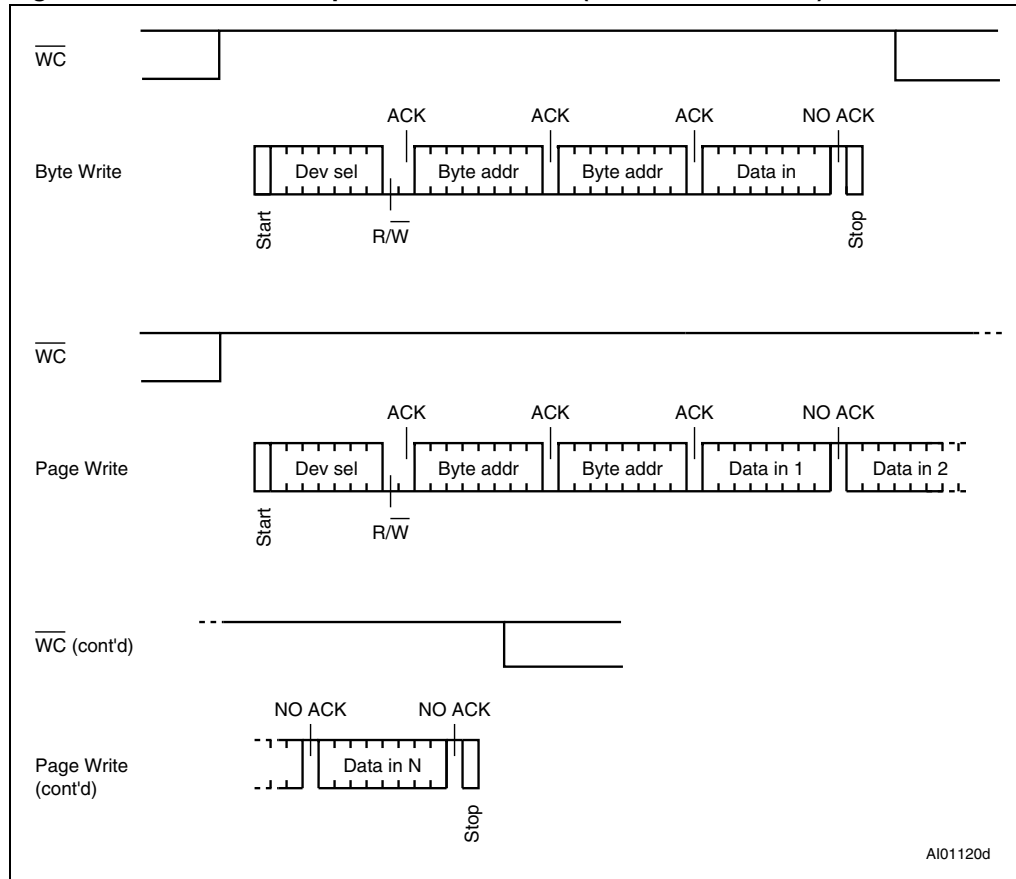 WC
ACK ACK ACK NO ACK
Byte Write Dev sel Byte addr Byte addr Data in
Start R/W Stop
WC
ACK ACK ACK NO ACK
Page Write Dev sel Byte addr Byte addr Data in 1 Data in 2
Start R/W
WC (cont'd)
NO ACK NO ACK
Page Write Data in N
(cont'd)
Stop
AI01120d